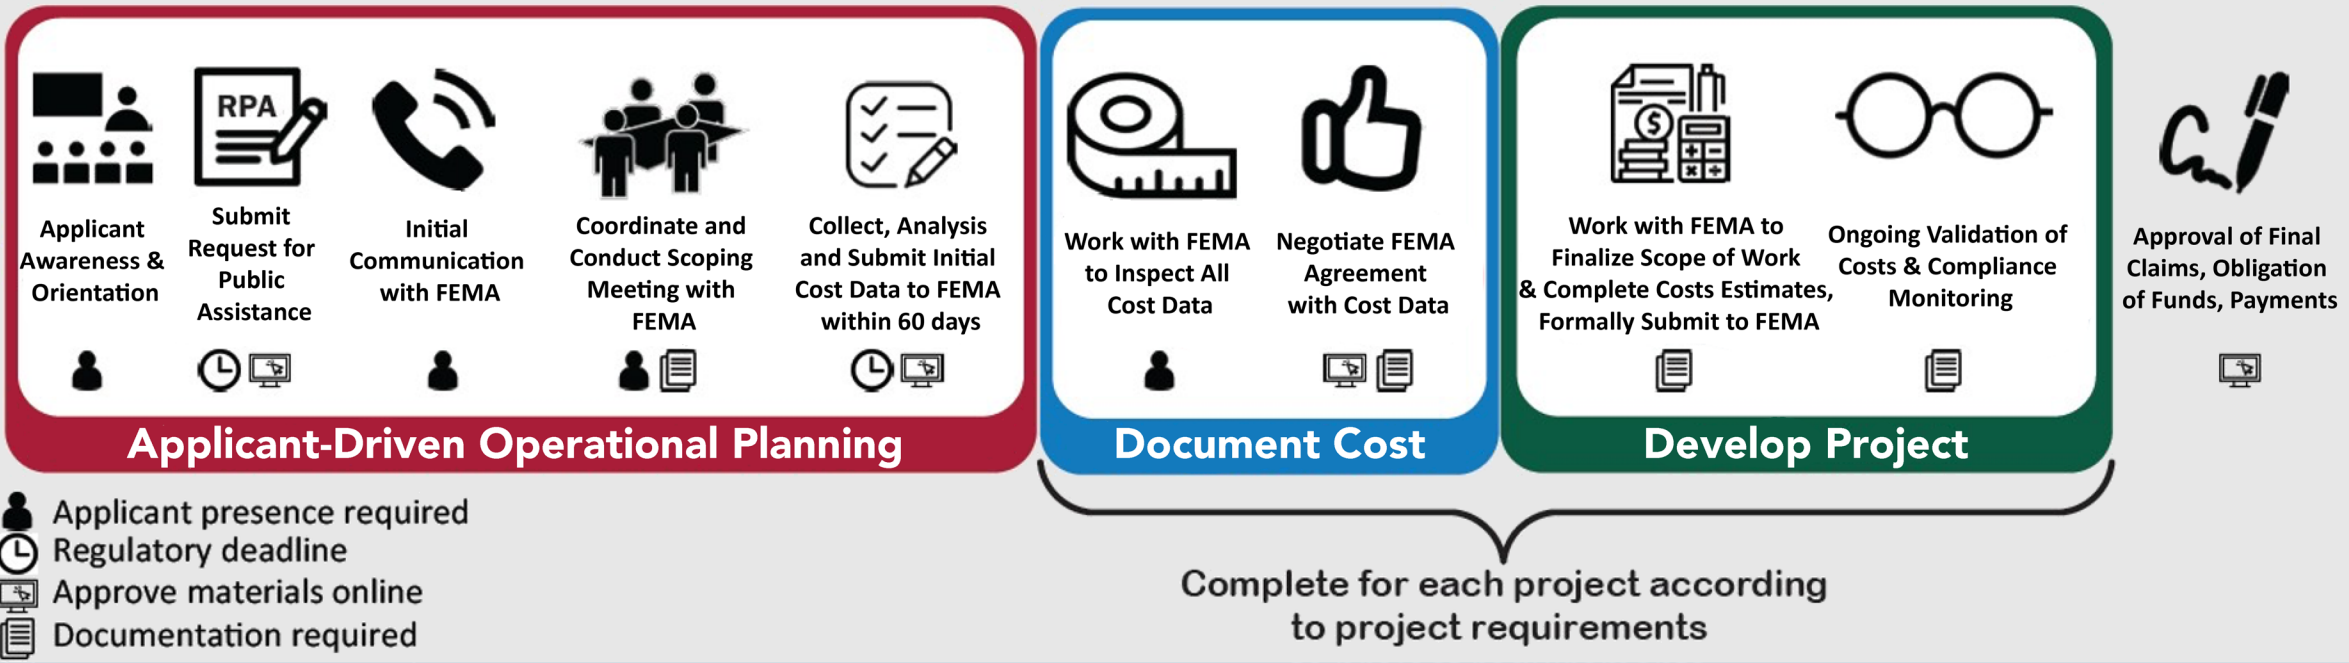 RPA
Applicant
Awareness &
Orientation
Submit
Request for
Public
Assistance
Initial
Communication
with FEMA
Coordinate and
Conduct Scoping
Meeting with
FEMA
Collect, Analysis
and Submit Initial
Cost Data to FEMA
within 60 days
Applicant-Driven Operational Planning
Work with FEMA
to Inspect All
Cost Data
Negotiate FEMA
Agreement
with Cost Data
Document Cost
$
Work with FEMA to
Finalize Scope of Work
& Complete Costs Estimates,
Formally Submit to FEMA
Ongoing Validation of
Costs & Compliance
Monitoring
Develop Project
Approval of Final
Claims, Obligation
of Funds, Payments
Applicant presence required
Regulatory deadline
Approve materials online
Documentation required
Complete for each project according
to project requirements